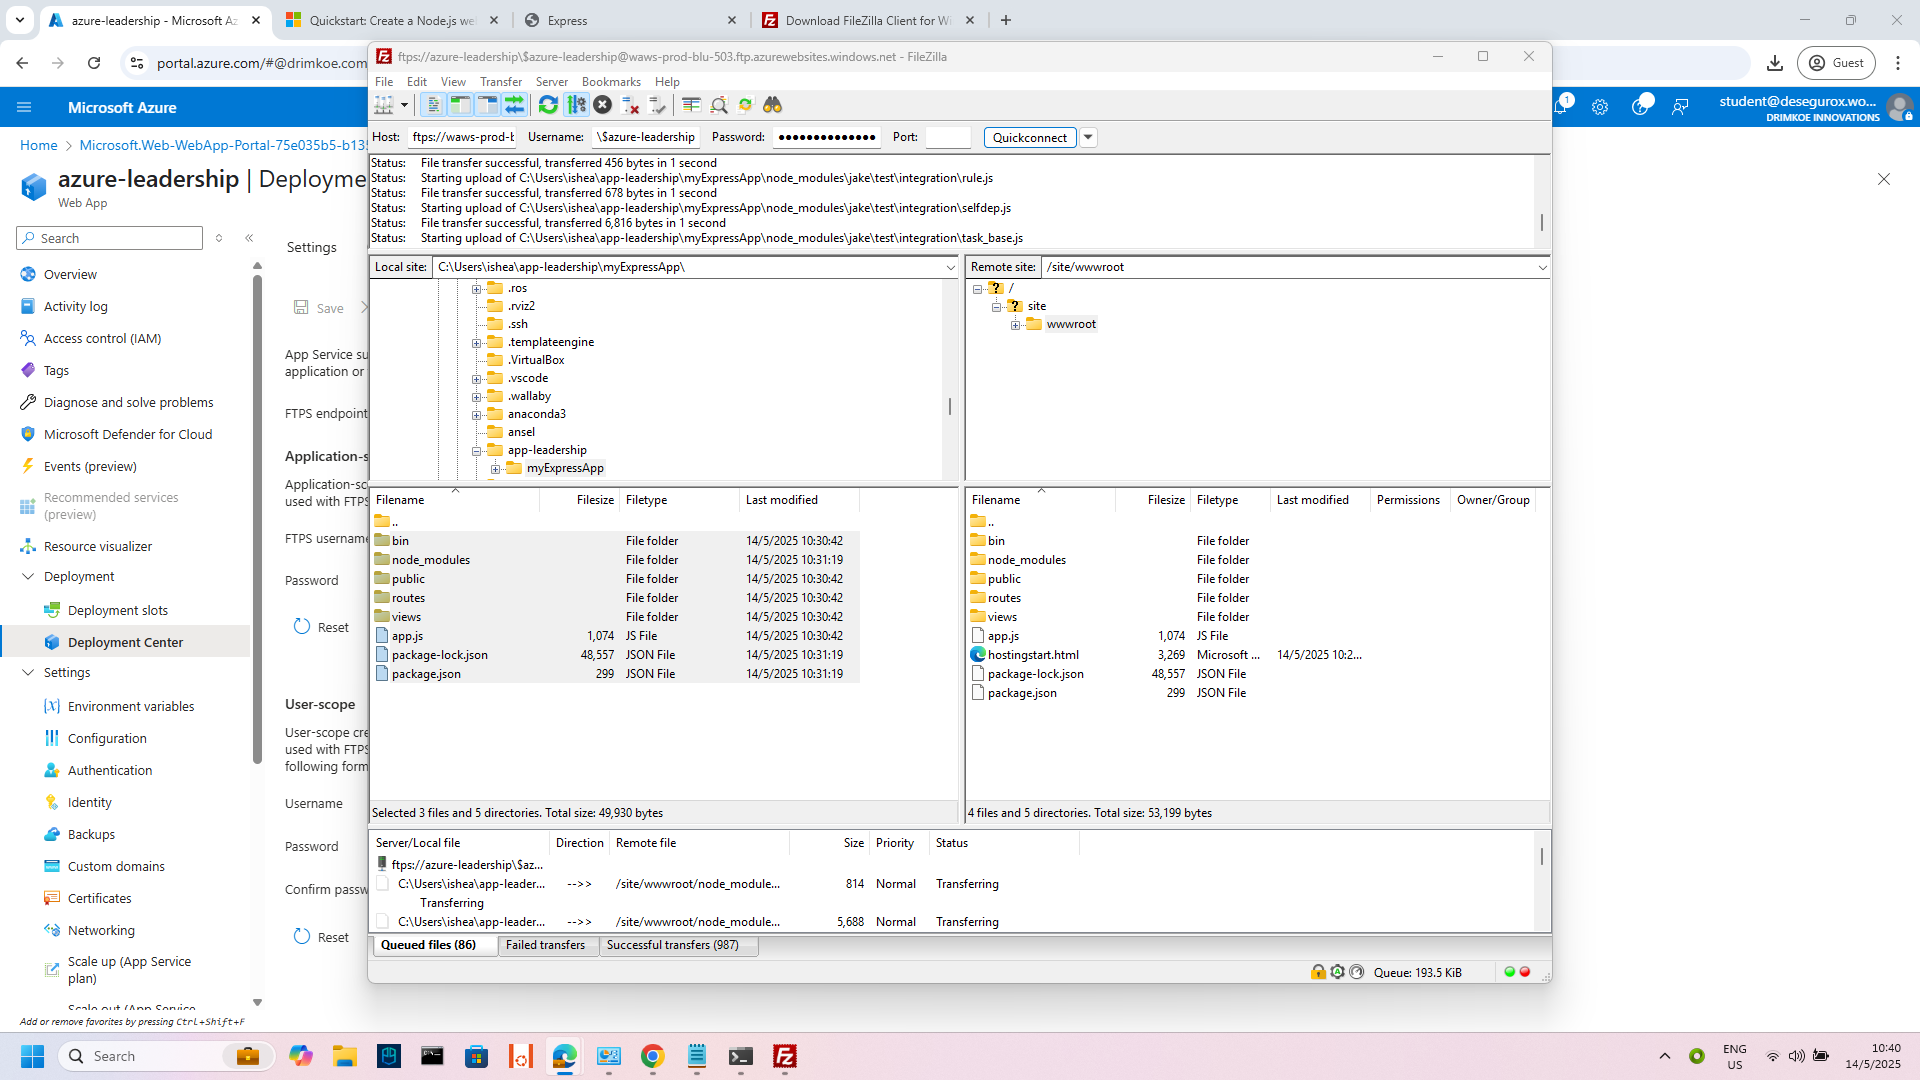 azure-leadership - Microsoft Az
Quickstart: Create a Node.js we
Express
Download FileZilla Client for Wi
portal.azure.com/#@drimkoe.com
Guest
Microsoft Azure
1
student@desegurox.wo...
DRIMKOE INNOVATIONS
Home > Microsoft.Web-WebApp-Portal-75e035b5-b135
azure-leadership | Deployme
Web App
Search
Overview
Activity log
Access control (IAM)
Tags
Diagnose and solve problems
Microsoft Defender for Cloud
Events (preview)
Recommended services
(preview)
Resource visualizer
Deployment
Deployment slots
Deployment Center
Settings
Environment variables
Configuration
Authentication
Identity
Backups
Custom domains
Certificates
Networking
Scale up (App Service
plan)
Scale out (App Service
Add or remove favorites by pressing Ctrl+Shift+F
Settings
Save
App Service su
application or
FTPS endpoint
Application-s
Application-sc
used with FTPS
FTPS username
Password
Reset
User-scope
User-scope cre
used with FTPS
following form
Username
Password
Confirm passw
Reset
ftps://azure-leadership\$azure-leadership@waws-prod-blu-503.ftp.azurewebsites.windows.net - FileZilla
File Edit View Transfer Server Bookmarks Help
Host: ftps://waws-prod-b Username: \$azure-leadership Password: ●●●●●●●●●●●●●● Port: Quickconnect
Status: File transfer successful, transferred 456 bytes in 1 second
Status: Starting upload of C:\Users\ishea\app-leadership\myExpressApp\node_modules\jake\test\integration\rule.js
Status: File transfer successful, transferred 678 bytes in 1 second
Status: Starting upload of C:\Users\ishea\app-leadership\myExpressApp\node_modules\jake\test\integration\selfdep.js
Status: File transfer successful, transferred 6,816 bytes in 1 second
Status: Starting upload of C:\Users\ishea\app-leadership\myExpressApp\node_modules\jake\test\integration\task_base.js
Local site: C:\Users\ishea\app-leadership\myExpressApp\
.ros
.rviz2
.ssh
.templateengine
.VirtualBox
.vscode
.wallaby
anaconda3
ansel
app-leadership
myExpressApp
Remote site: /site/wwwroot
/
site
wwwroot
Filename Filesize Filetype Last modified
..
bin File folder 14/5/2025 10:30:42
node_modules File folder 14/5/2025 10:31:19
public File folder 14/5/2025 10:30:42
routes File folder 14/5/2025 10:30:42
views File folder 14/5/2025 10:30:42
app.js 1,074 JS File 14/5/2025 10:30:42
package-lock.json 48,557 JSON File 14/5/2025 10:31:19
package.json 299 JSON File 14/5/2025 10:31:19
Selected 3 files and 5 directories. Total size: 49,930 bytes
Filename Filesize Filetype Last modified Permissions Owner/Group
..
bin File folder
node_modules File folder
public File folder
routes File folder
views File folder
app.js 1,074 JS File
hostingstart.html 3,269 Microsoft ... 14/5/2025 10:2...
package-lock.json 48,557 JSON File
package.json 299 JSON File
4 files and 5 directories. Total size: 53,199 bytes
Server/Local file Direction Remote file Size Priority Status
ftps://azure-leadership\$az...
C:\Users\ishea\app-leader... -->> /site/wwwroot/node_module... 814 Normal Transferring
Transferring
C:\Users\ishea\app-leader... -->> /site/wwwroot/node_module... 5,688 Normal Transferring
Queued files (86) Failed transfers Successful transfers (987)
Queue: 193.5 KiB
Search
ENG
US
10:40
14/5/2025